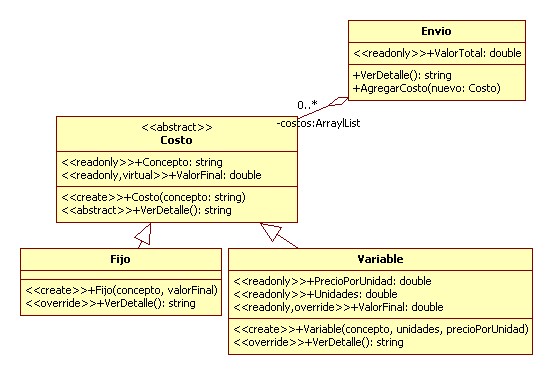 Envio
<<readonly>>+ValorTotal: double
+VerDetalle(): string
+AgregarCosto(nuevo: Costo)
0..*
-costos:ArraylList
<<abstract>>
Costo
<<readonly>>+Concepto: string
<<readonly,virtual>>+ValorFinal: double
<<create>>+Costo(concepto: string)
<<abstract>>+VerDetalle(): string
Fijo
<<create>>+Fijo(concepto, valorFinal)
<<override>>+VerDetalle(): string
Variable
<<readonly>>+PrecioPorUnidad: double
<<readonly>>+Unidades: double
<<readonly,override>>+ValorFinal: double
<<create>>+Variable(concepto, unidades, precioPorUnidad)
<<override>>+VerDetalle(): string